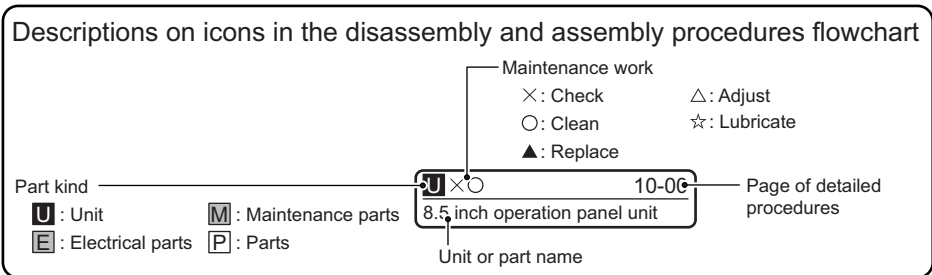 Descriptions on icons in the disassembly and assembly procedures flowchart
Maintenance work
×: Check
△: Adjust
○: Clean
☆: Lubricate
▲: Replace
Part kind
U ×○ 10-00
Page of detailed
procedures
U : Unit
M : Maintenance parts
8.5 inch operation panel unit
E : Electrical parts
P : Parts
Unit or part name